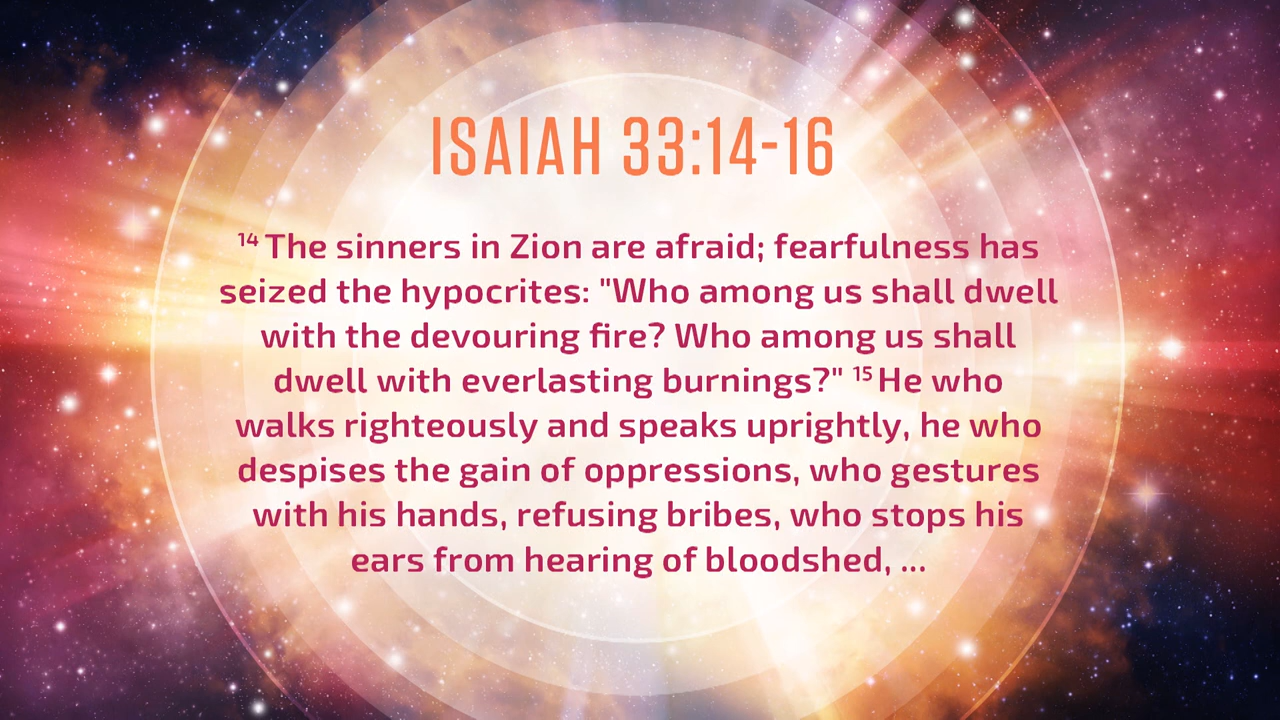 ISAIAH 33:14-16
¹⁴ The sinners in Zion are afraid; fearfulness has
seized the hypocrites: "Who among us shall dwell
with the devouring fire? Who among us shall
dwell with everlasting burnings?" ¹⁵ He who
walks righteously and speaks uprightly, he who
despises the gain of oppressions, who gestures
with his hands, refusing bribes, who stops his
ears from hearing of bloodshed, ...